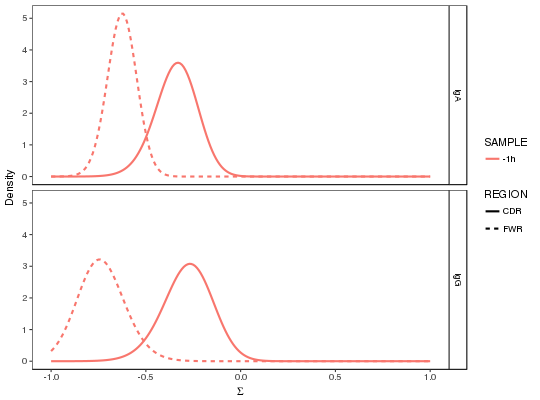 5
4
3
2
1
0
IgA
5
4
3
2
1
0
IgG
Density
-1.0 -0.5 0.0 0.5 1.0
Σ
SAMPLE
-1h
REGION
CDR
FWR